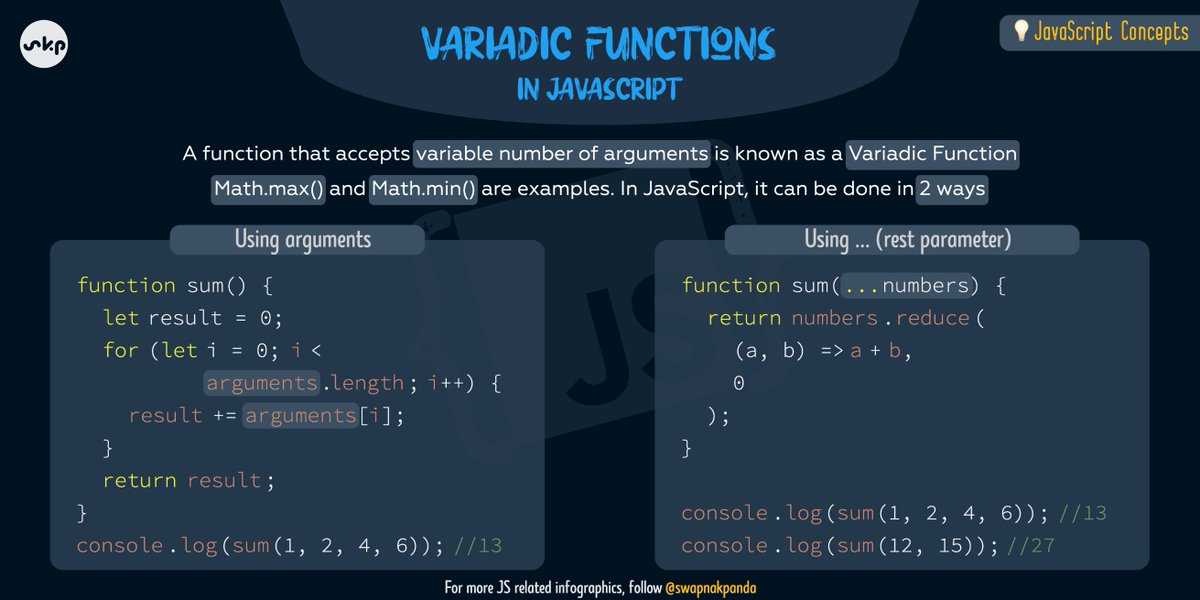 skp
VARIADIC FUNCTIONS
IN JAVASCRIPT
JavaScript Concepts
A function that accepts variable number of arguments is known as a Variadic Function
Math.max() and Math.min() are examples. In JavaScript, it can be done in 2 ways
Using arguments
function sum() {
let result = 0;
for (let i = 0; i <
arguments.length; i++) {
result += arguments[i];
}
return result;
}
console.log(sum(1, 2, 4, 6)); //13
Using ... (rest parameter)
function sum(...numbers) {
return numbers.reduce(
(a, b) => a + b,
0
);
}
console.log(sum(1, 2, 4, 6)); //13
console.log(sum(12, 15)); //27
JS
For more JS related infographics, follow @swapnakpanda